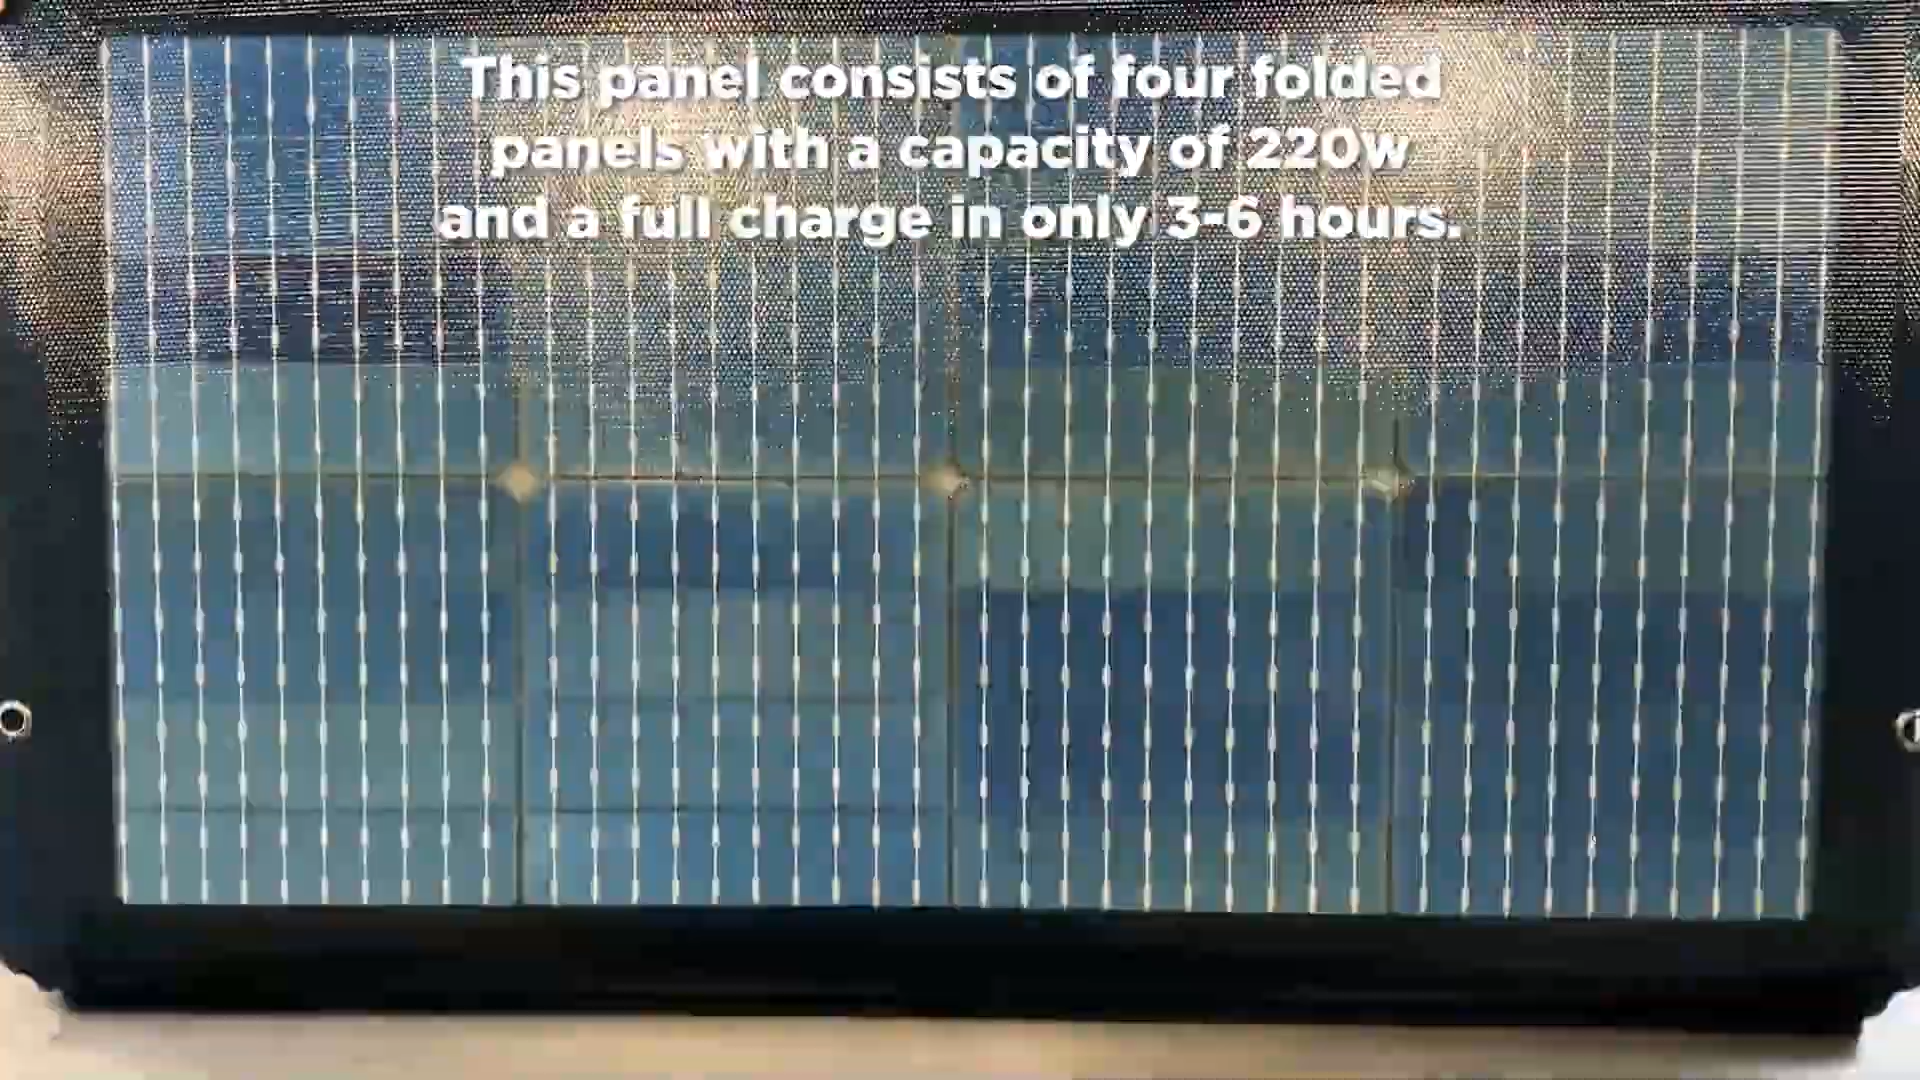 This panel consists of four folded
panels with a capacity of 220w
and a full charge in only 3-6 hours.